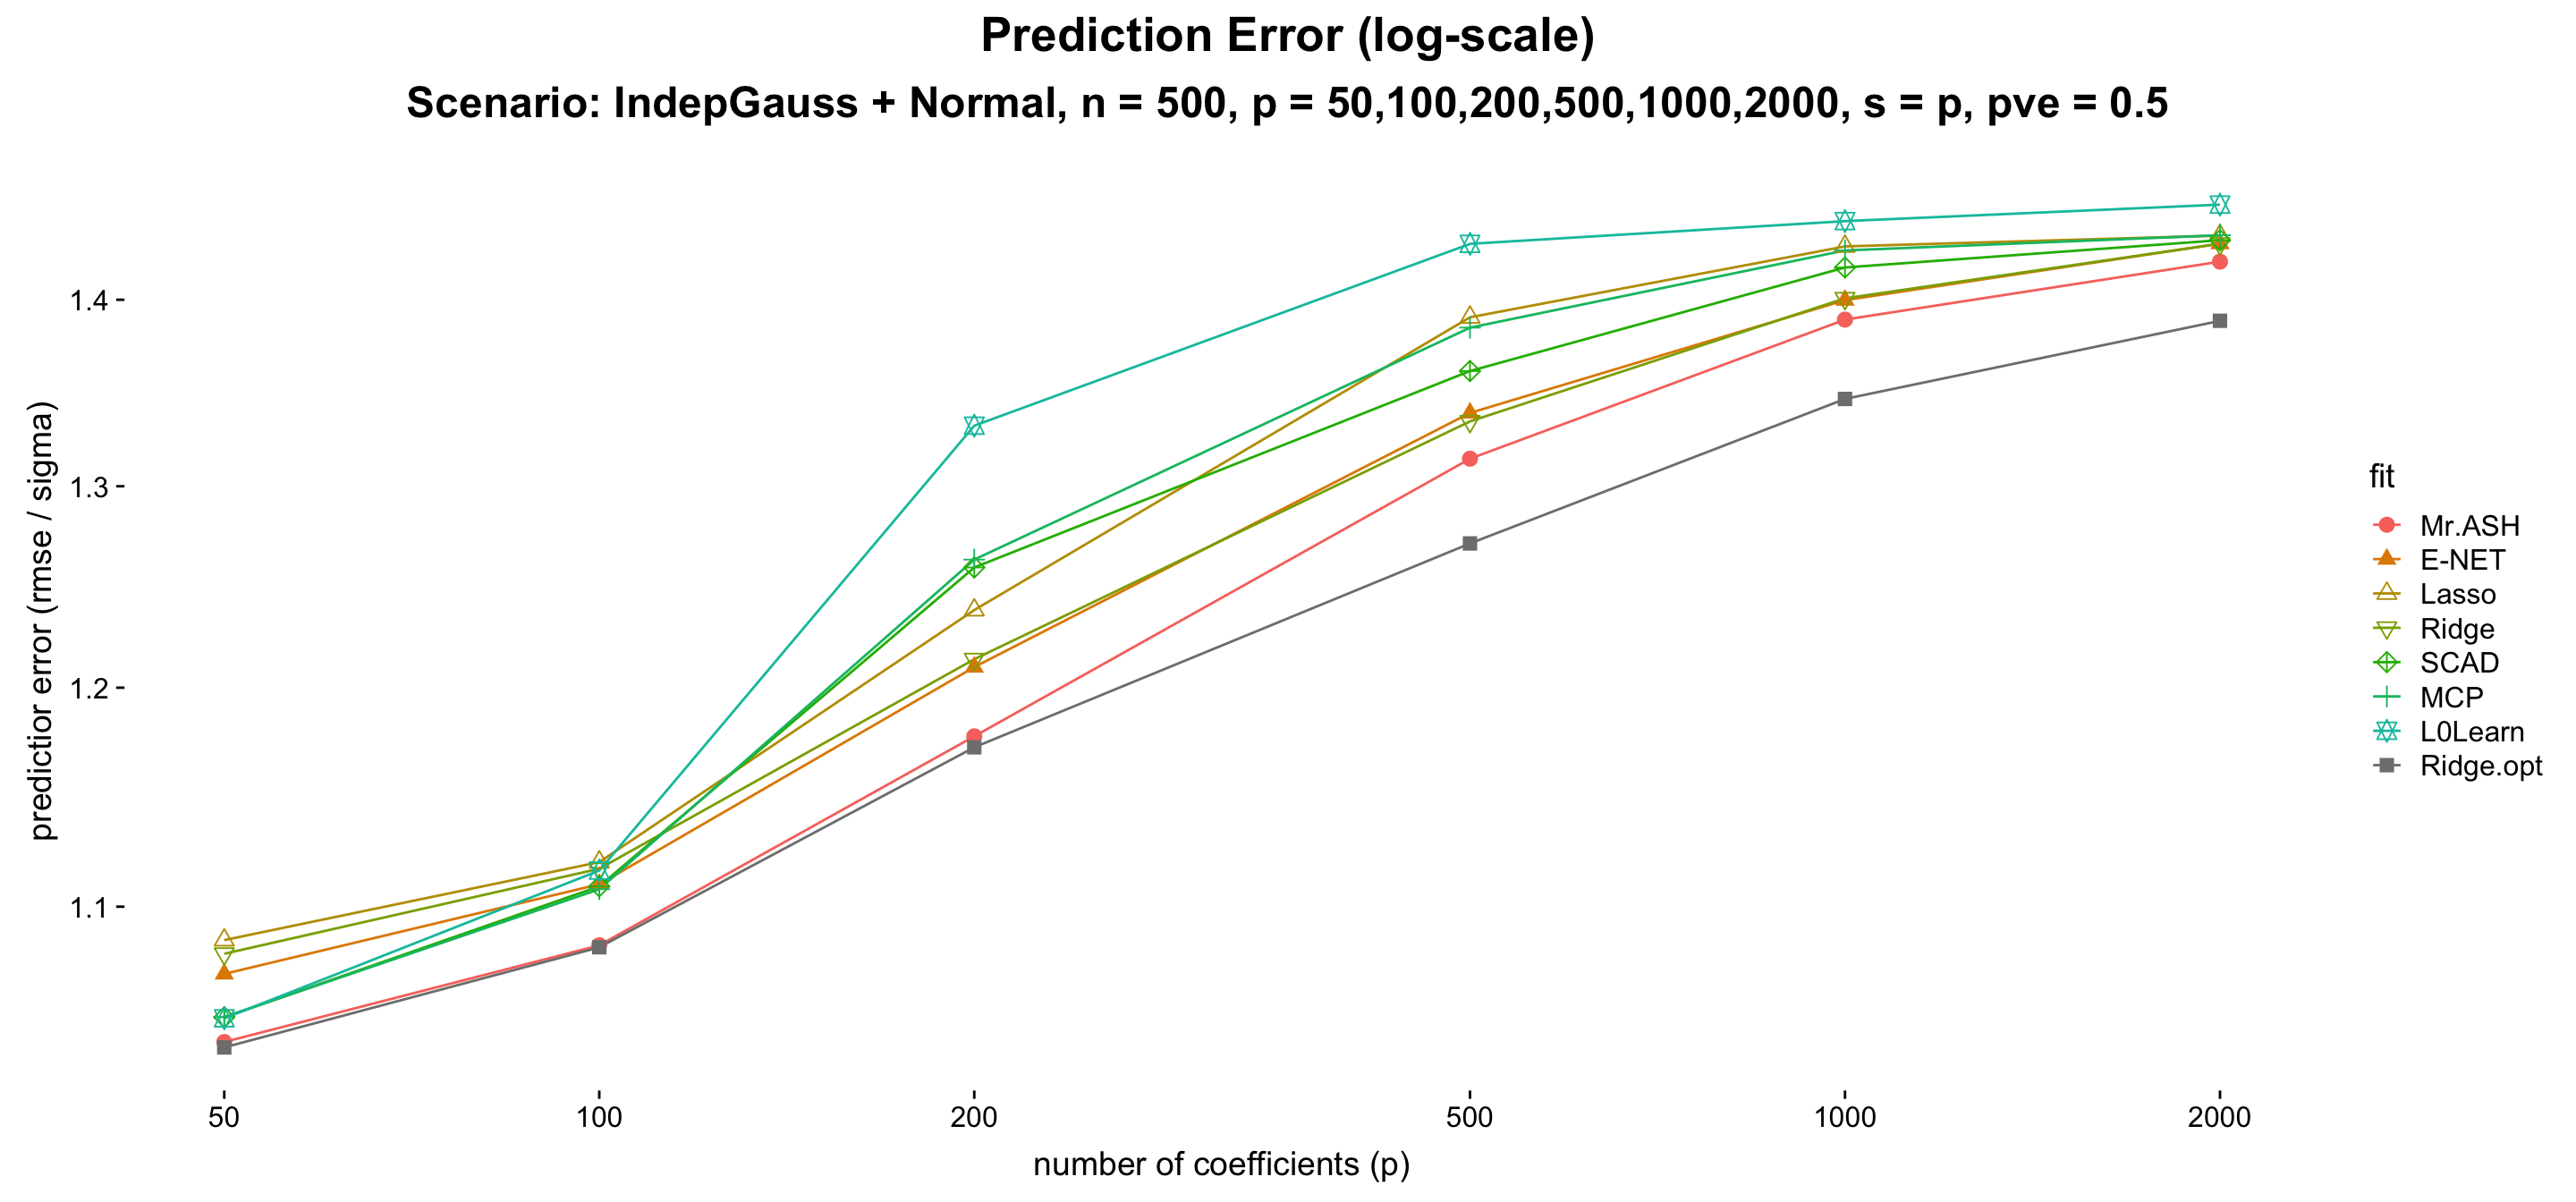 Prediction Error (log-scale)
Scenario: IndepGauss + Normal, n = 500, p = 50,100,200,500,1000,2000, s = p, pve = 0.5
predictior error (rmse / sigma)
1.4
1.3
1.2
1.1
50 100 200 500 1000 2000
number of coefficients (p)
fit
Mr.ASH
E-NET
Lasso
Ridge
SCAD
MCP
L0Learn
Ridge.opt